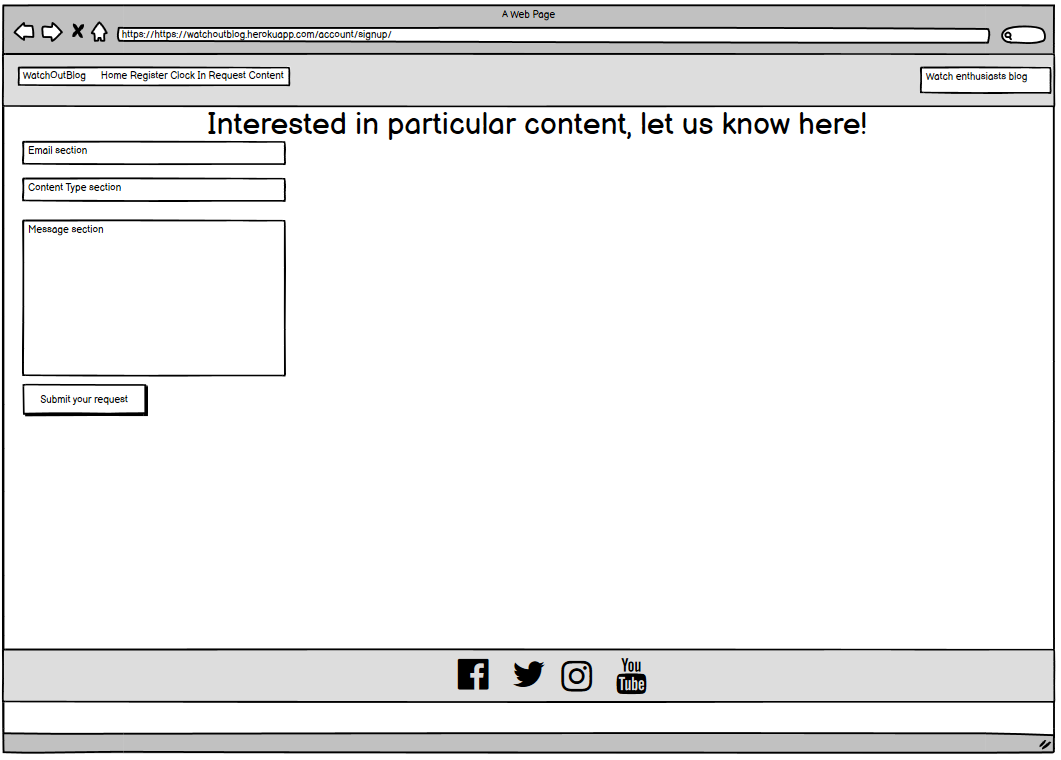 A Web Page
https://https://watchoutblog.herokuapp.com/account/signup/
WatchOutBlog Home Register Clock In Request Content
Watch enthusiasts blog
Interested in particular content, let us know here!
Email section
Content Type section
Message section
Submit your request
You
Tube